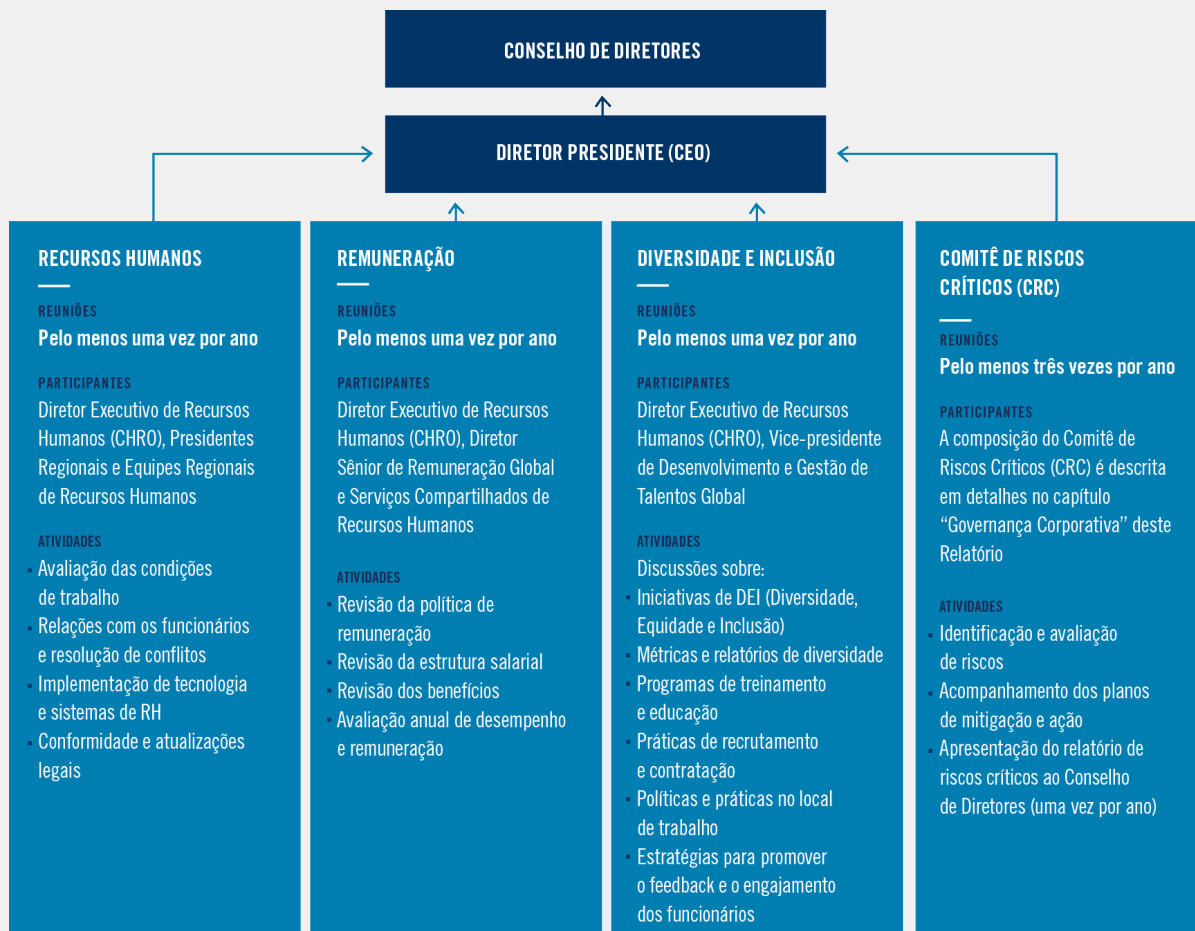 CONSELHO DE DIRETORES
DIRETOR PRESIDENTE (CEO)
RECURSOS HUMANOS
REUNIÕES
Pelo menos uma vez por ano
PARTICIPANTES
Diretor Executivo de Recursos
Humanos (CHRO), Presidentes
Regionais e Equipes Regionais
de Recursos Humanos
ATIVIDADES
▪ Avaliação das condições
de trabalho
▪ Relações com os funcionários
e resolução de conflitos
▪ Implementação de tecnologia
e sistemas de RH
▪ Conformidade e atualizações
legais
REMUNERAÇÃO
REUNIÕES
Pelo menos uma vez por ano
PARTICIPANTES
Diretor Executivo de Recursos
Humanos (CHRO), Diretor
Sênior de Remuneração Global
e Serviços Compartilhados de
Recursos Humanos
ATIVIDADES
▪ Revisão da política de
remuneração
▪ Revisão da estrutura salarial
▪ Revisão dos benefícios
▪ Avaliação anual de desempenho
e remuneração
DIVERSIDADE E INCLUSÃO
REUNIÕES
Pelo menos uma vez por ano
PARTICIPANTES
Diretor Executivo de Recursos
Humanos (CHRO), Vice-presidente
de Desenvolvimento e Gestão de
Talentos Global
ATIVIDADES
Discussões sobre:
▪ Iniciativas de DEI (Diversidade,
Equidade e Inclusão)
▪ Métricas e relatórios de diversidade
▪ Programas de treinamento
e educação
▪ Práticas de recrutamento
e contratação
▪ Políticas e práticas no local
de trabalho
▪ Estratégias para promover
o feedback e o engajamento
dos funcionários
COMITÊ DE RISCOS
CRÍTICOS (CRC)
REUNIÕES
Pelo menos três vezes por ano
PARTICIPANTES
A composição do Comitê de
Riscos Críticos (CRC) é descrita
em detalhes no capítulo
“Governança Corporativa” deste
Relatório
ATIVIDADES
▪ Identificação e avaliação
de riscos
▪ Acompanhamento dos planos
de mitigação e ação
▪ Apresentação do relatório de
riscos críticos ao Conselho
de Diretores (uma vez por ano)